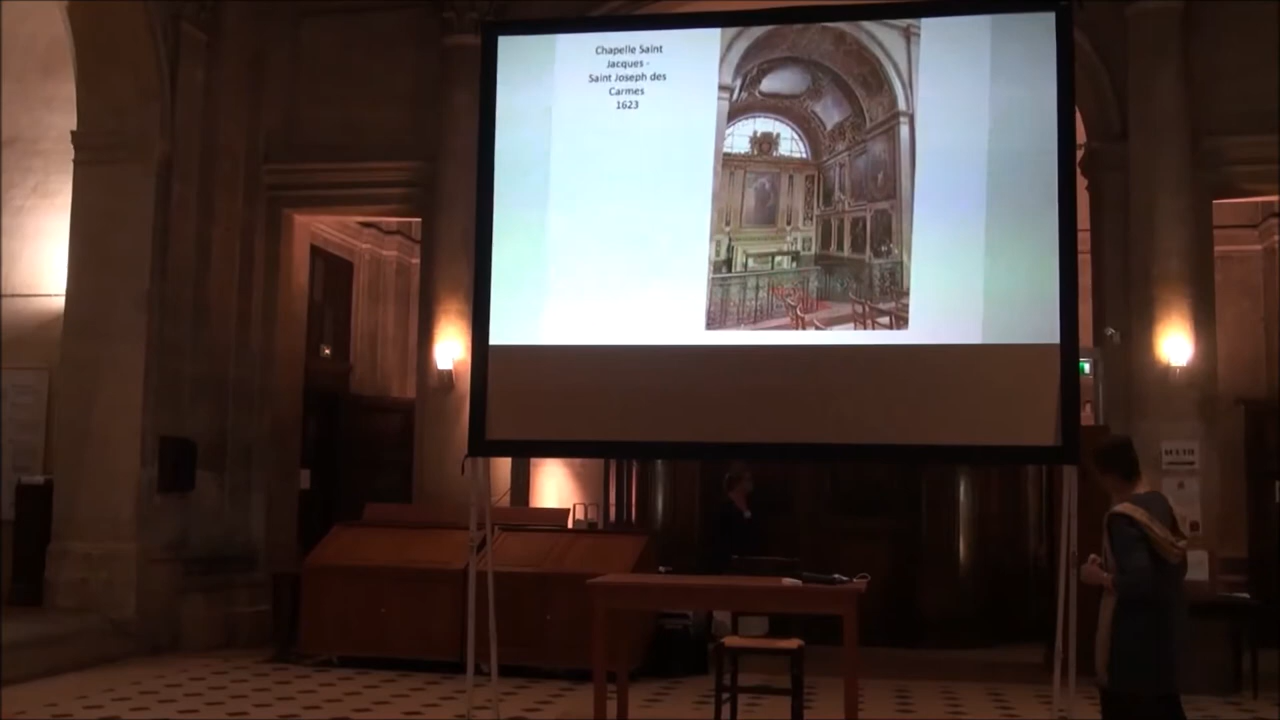 Chapelle Saint
Jacques -
Saint Joseph des
Carmes
1623